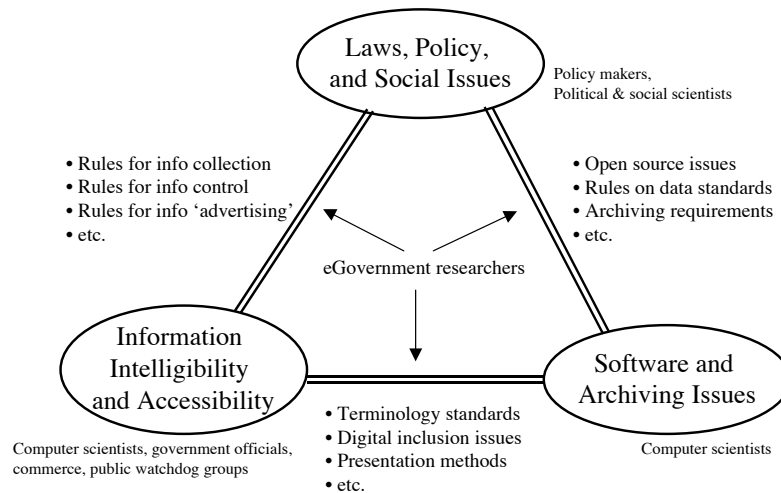 Laws, Policy,
and Social Issues
Policy makers,
Political & social scientists
• Rules for info collection
• Rules for info control
• Rules for info ‘advertising’
• etc.
• Open source issues
• Rules on data standards
• Archiving requirements
• etc.
eGovernment researchers
Information
Intelligibility
and Accessibility
Software and
Archiving Issues
Computer scientists, government officials,
commerce, public watchdog groups
• Terminology standards
• Digital inclusion issues
• Presentation methods
• etc.
Computer scientists